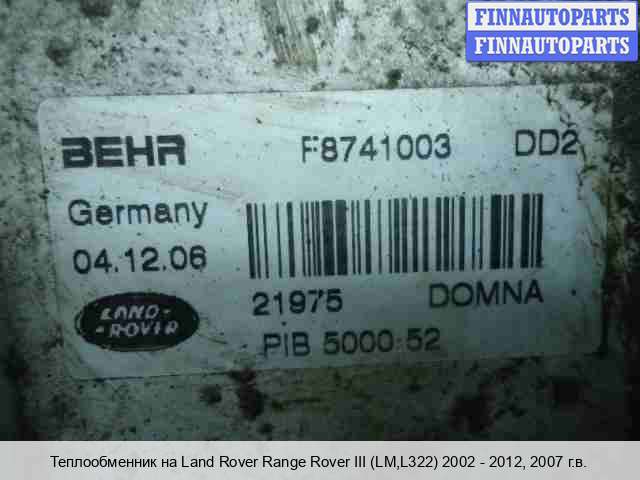 FINNAUTOPARTS
FINNAUTOPARTS
BEHR F8741003 DD2
Germany
04.12.06
21975 DOMNA
LAND-
-ROVER
PIB 5000 52
Теплообменник на Land Rover Range Rover III (LM,L322) 2002 - 2012, 2007 г.в.